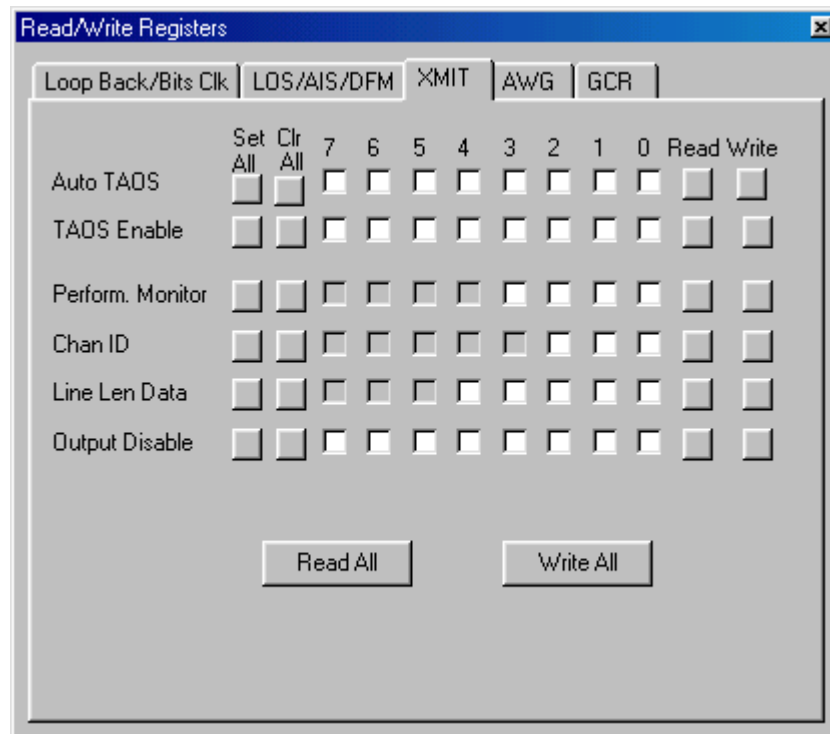 Read/Write Registers
Loop Back/Bits Clk LOS/AIS/DFM XMIT AWG GCR
Set All Clr All 7 6 5 4 3 2 1 0 Read Write
Auto TAOS
TAOS Enable
Perform. Monitor
Chan ID
Line Len Data
Output Disable
Read All Write All